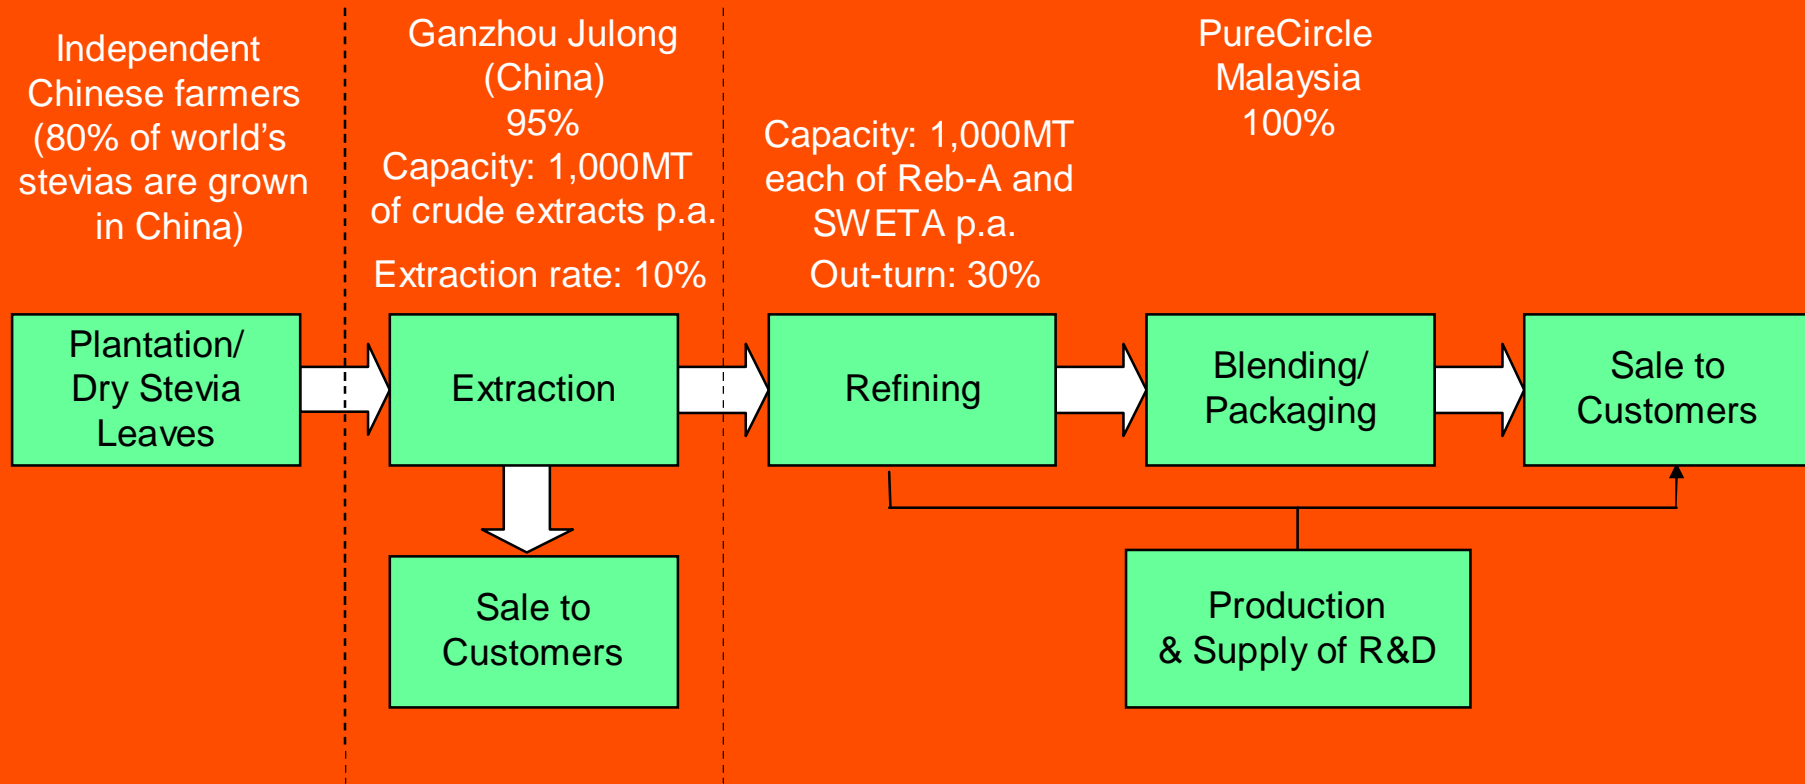 Independent
Chinese farmers
(80% of world's
stevias are grown
in China)
Ganzhou Julong
(China)
95%
Capacity: 1,000MT
of crude extracts p.a.
Extraction rate: 10%
PureCircle
Malaysia
100%
Capacity: 1,000MT
each of Reb-A and
SWETA p.a.
Out-turn: 30%
Plantation/
Dry Stevia
Leaves
Extraction
Refining
Blending/
Packaging
Sale to
Customers
Sale to
Customers
Production
& Supply of R&D